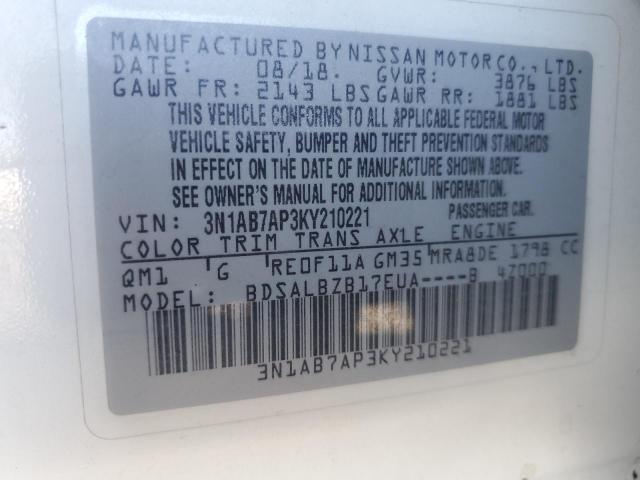 MANUFACTURED BY NISSAN MOTOR CO., LTD.
DATE: 08/18. GVWR: 3876 LBS
GAWR FR: 2143 LBS GAWR RR: 1881 LBS
THIS VEHICLE CONFORMS TO ALL APPLICABLE FEDERAL MOTOR
VEHICLE SAFETY, BUMPER AND THEFT PREVENTION STANDARDS
IN EFFECT ON THE DATE OF MANUFACTURE SHOWN ABOVE.
SEE OWNER'S MANUAL FOR ADDITIONAL INFORMATION.
VIN: 3N1AB7AP3KY210221 PASSENGER CAR.
COLOR TRIM TRANS AXLE ENGINE
QM1 G RE0F11A GM35 MRA8DE 1798 CC
MODEL: BDSALBZB17EUA----B 47000
3N1AB7AP3KY210221